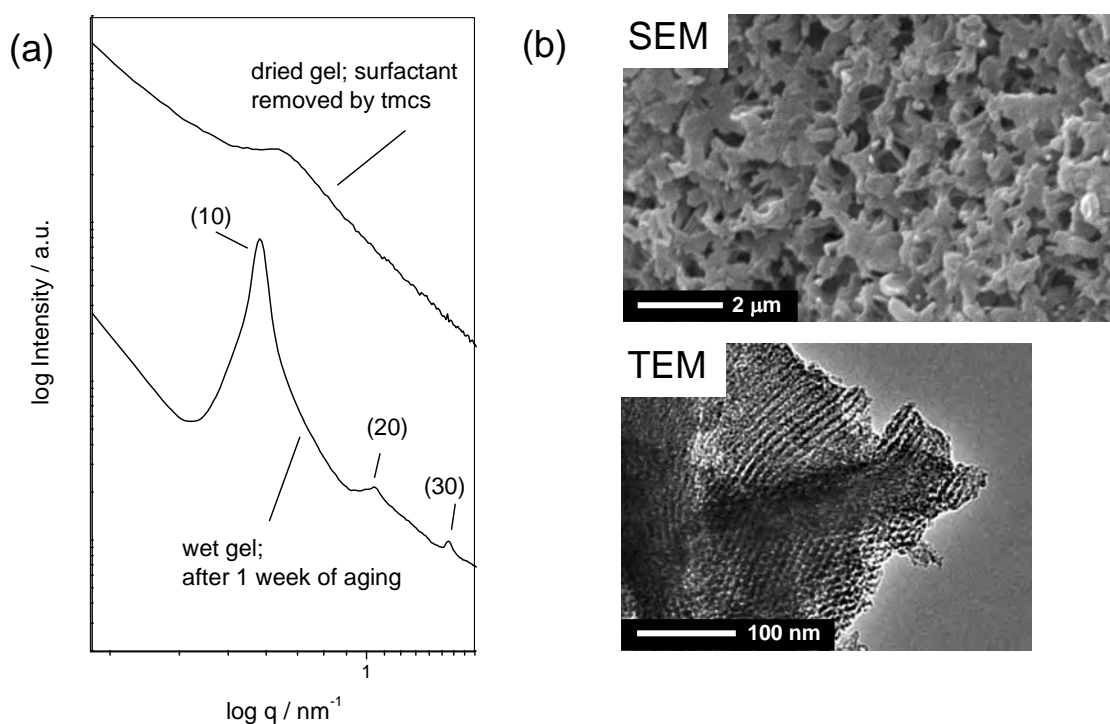 (a)
dried gel; surfactant
removed by tmcs
(10)
(20)
(30)
wet gel;
after 1 week of aging
log Intensity / a.u.
1
log q / nm⁻¹
(b)
SEM
2 μm
TEM
100 nm